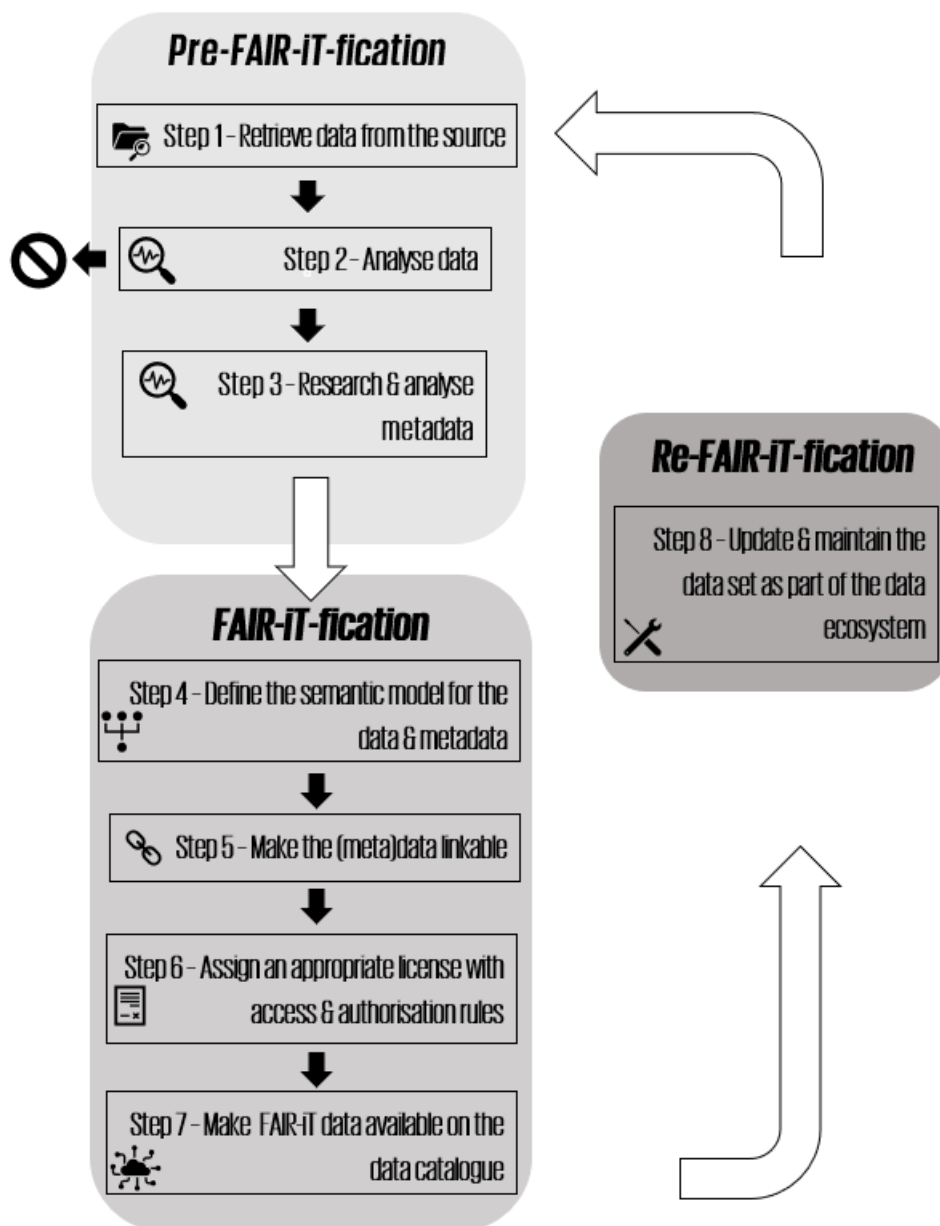 Pre-FAIR-iT-fication
Step 1 - Retrieve data from the source
Step 2 - Analyse data
Step 3 - Research & analyse
metadata
FAIR-iT-fication
Step 4 - Define the semantic model for the
data & metadata
Step 5 - Make the (meta)data linkable
Step 6 - Assign an appropriate license with
access & authorisation rules
Step 7 - Make FAIR-iT data available on the
data catalogue
Re-FAIR-iT-fication
Step 8 - Update & maintain the
data set as part of the data
ecosystem